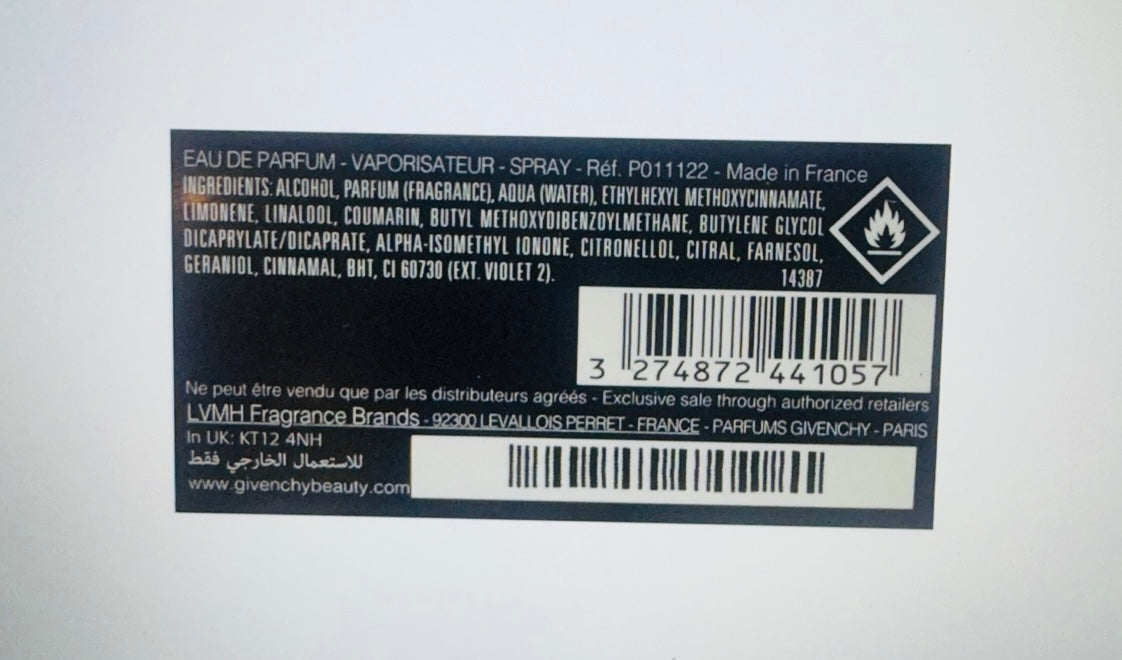 EAU DE PARFUM - VAPORISATEUR - SPRAY - Réf. P011122 - Made in France
INGREDIENTS: ALCOHOL, PARFUM (FRAGRANCE), AQUA (WATER), ETHYLHEXYL METHOXYCINNAMATE,
LIMONENE, LINALOOL, COUMARIN, BUTYL METHOXYDIBENZOYLMETHANE, BUTYLENE GLYCOL
DICAPRYLATE/DICAPRATE, ALPHA-ISOMETHYL IONONE, CITRONELLOL, CITRAL, FARNESOL,
GERANIOL, CINNAMAL, BHT, CI 60730 (EXT. VIOLET 2).
14387
3 274872 441057
Ne peut être vendu que par les distributeurs agréés - Exclusive sale through authorized retailers
LVMH Fragrance Brands - 92300 LEVALLOIS PERRET - FRANCE - PARFUMS GIVENCHY - PARIS
In UK: KT12 4NH
للاستعمال الخارجي فقط
www.givenchybeauty.com